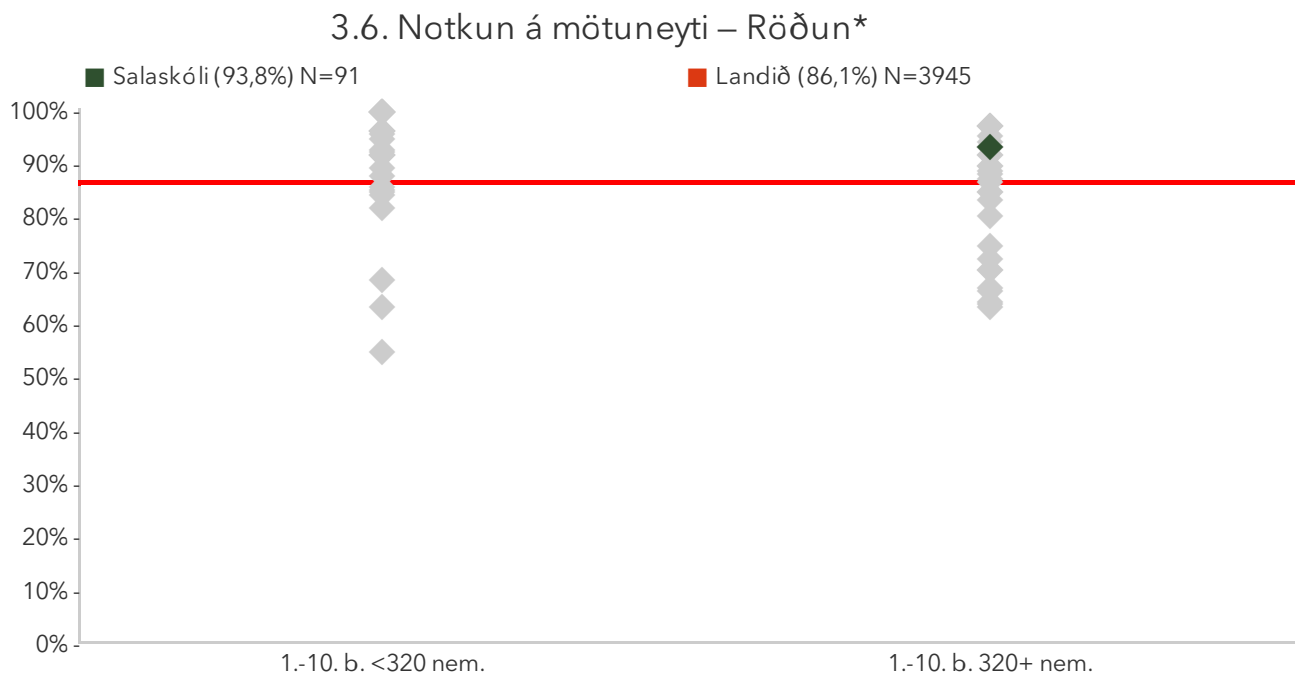 3.6. Notkun á mötuneyti – Röðun*
Salaskóli (93,8%) N=91
Landið (86,1%) N=3945
100%
90%
80%
70%
60%
50%
40%
30%
20%
10%
0%
1.-10. b. <320 nem.
1.-10. b. 320+ nem.